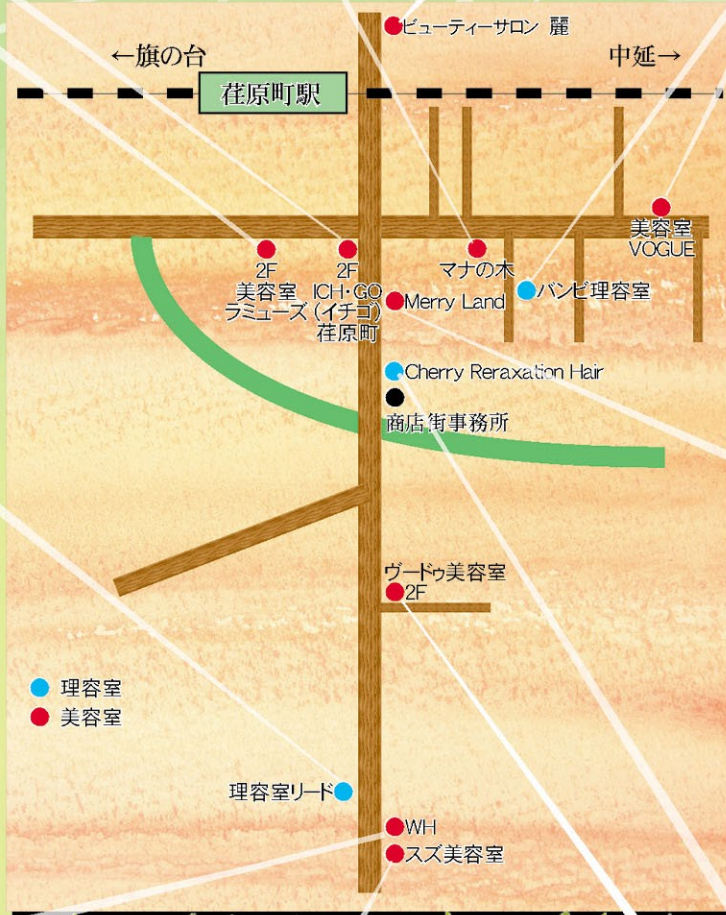 ビューティーサロン 麗
←旗の台
中延→
荏原町駅
美容室
VOGUE
2F
美容室
ラミューズ
2F
ICH・GO
(イチゴ)
荏原町
マナの木
バンビ理容室
Merry Land
Cherry Reraxation Hair
商店街事務所
ヴードゥ美容室
2F
理容室
美容室
理容室リード
WH
スズ美容室